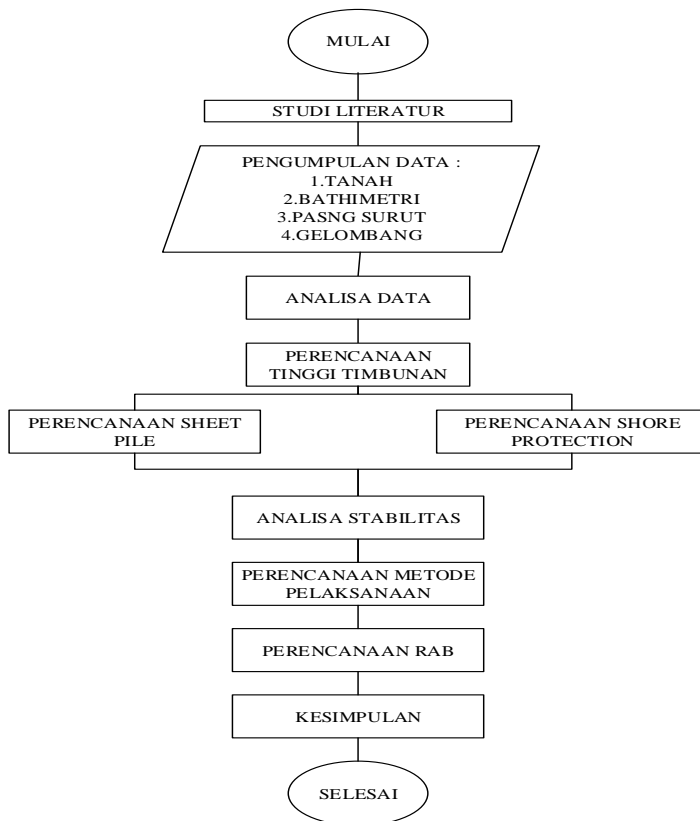 MULAI
STUDI LITERATUR
PENGUMPULAN DATA :
1.TANAH
2.BATHIMETRI
3.PASNG SURUT
4.GELOMBANG
ANALISA DATA
PERENCANAAN
TINGGI TIMBUNAN
PERENCANAAN SHEET
PILE
PERENCANAAN SHORE
PROTECTION
ANALISA STABILITAS
PERENCANAAN METODE
PELAKSANAAN
PERENCANAAN RAB
KESIMPULAN
SELESAI